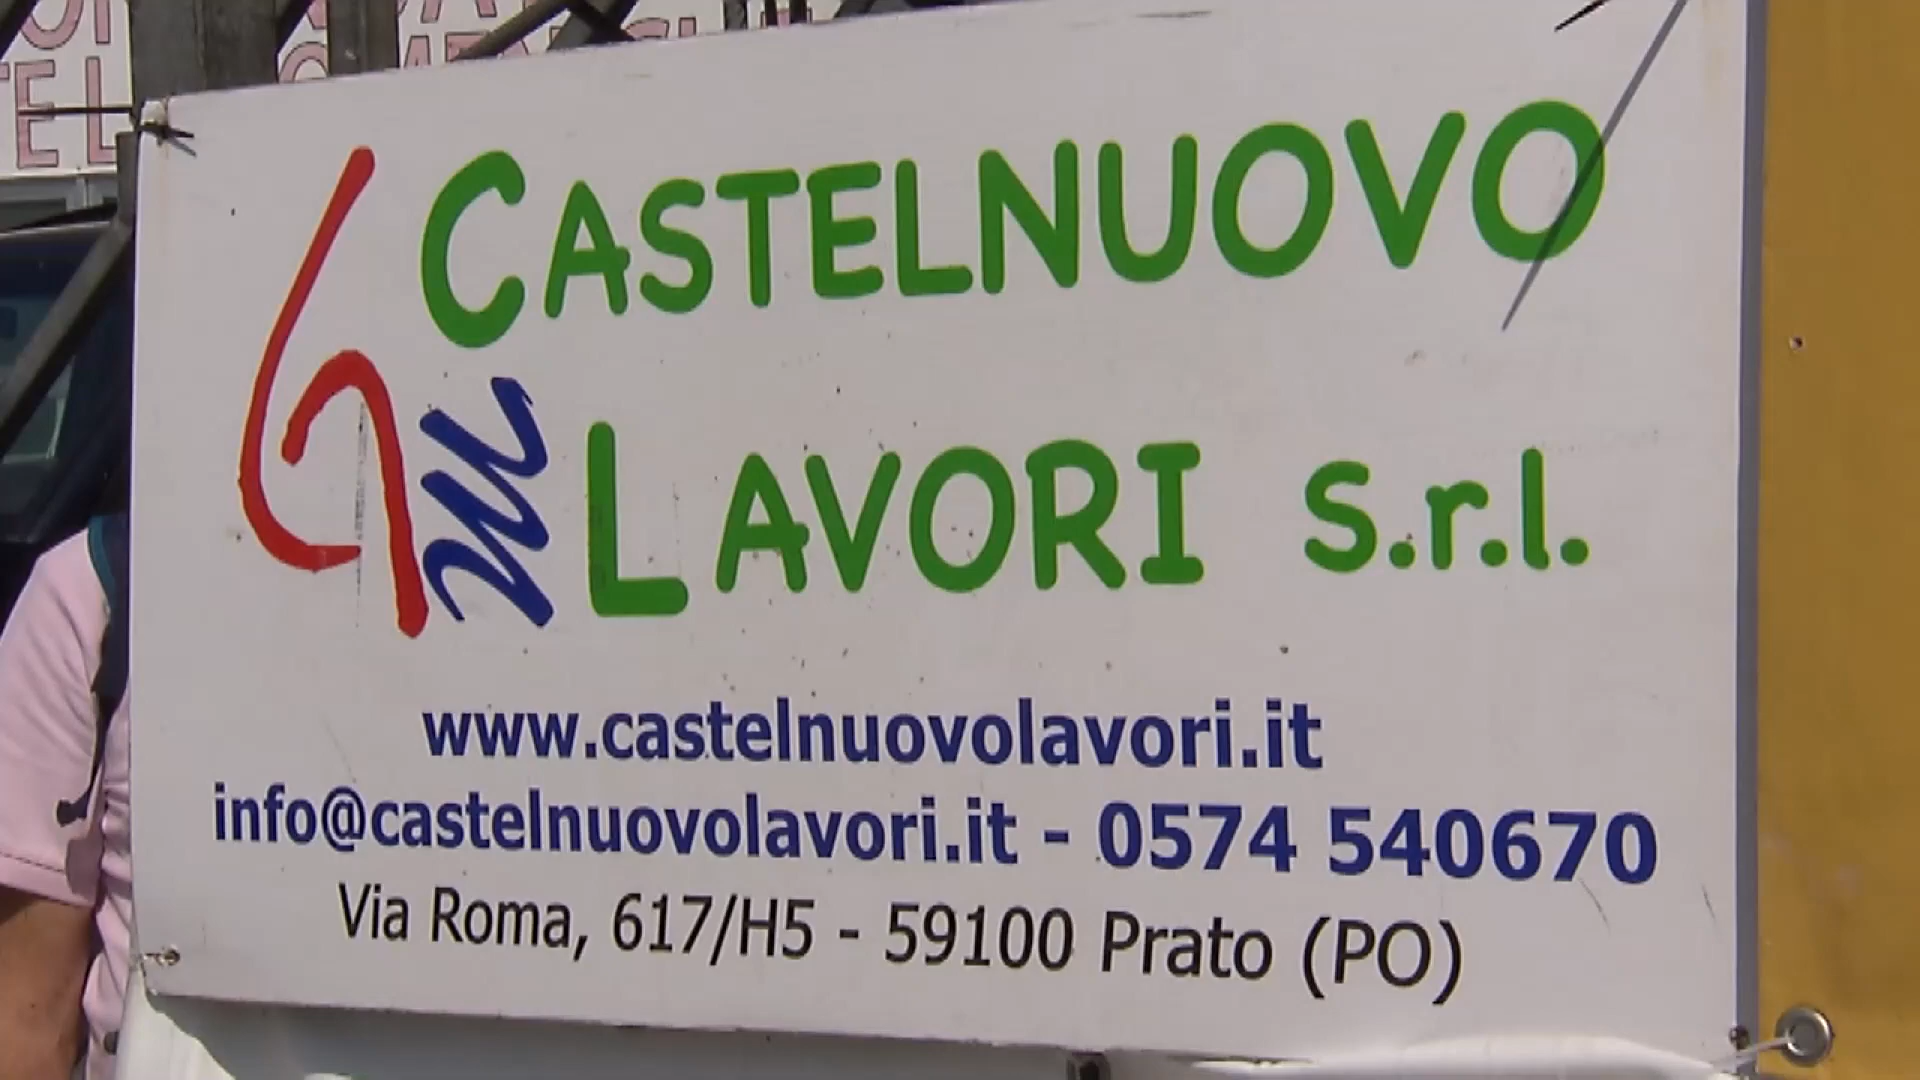 CASTELNUOVO
LAVORI s.r.l.
www.castelnuovolavori.it
info@castelnuovolavori.it - 0574 540670
Via Roma, 617/H5 - 59100 Prato (PO)